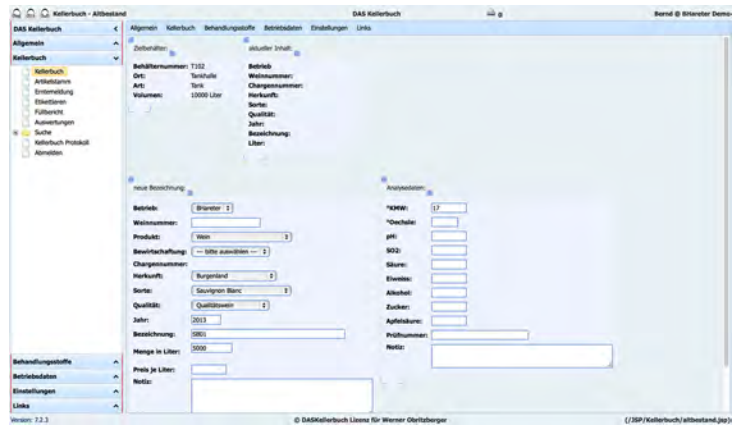 Kellerbuch - Altbestand
DAS Kellerbuch
0
Bernd @ Briareter Demo-
DAS Kellerbuch
Allgemein Kellerbuch Behandlungsstoffe Betriebsdaten Einstellungen Links
Allgemein
Kellerbuch
Kellerbuch
Artikelstamm
Erntemeldung
Etikettieren
Füllbericht
Auswertungen
Suche
Kellerbuch Protokoll
Abmelden
Zielbehälter:
Behälternummer: T102
Ort: Tankhalle
Art: Tank
Volumen: 10000 Liter
aktueller Inhalt:
Betrieb
Weinnummer:
Chargennummer:
Herkunft:
Sorte:
Qualität:
Jahr:
Bezeichnung:
Liter:
neue Bezeichnung:
Betrieb: Briareter
Weinnummer:
Produkt: Wein
Bewirtschaftung: --- bitte auswählen ---
Chargennummer:
Herkunft: Burgenland
Sorte: Sauvignon Blanc
Qualität: Qualitätswein
Jahr: 2013
Bezeichnung: SB01
Menge in Liter: 5000
Preis je Liter:
Notiz:
Analysedaten:
°KMW: 17
°Oechsle:
pH:
SO2:
Säure:
Eiweiss:
Alkohol:
Zucker:
Apfelsäure:
Prüfnummer:
Notiz:
Behandlungsstoffe
Betriebsdaten
Einstellungen
Links
Version: 7.2.3
© DASKellerbuch Lizenz für Werner Obritzberger
(/JSP/Kellerbuch/altbestand.jsp)